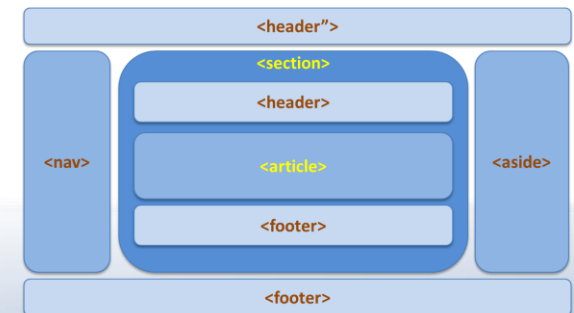 <header”>
<section>
<header>
<nav>
<article>
<aside>
<footer>
<footer>